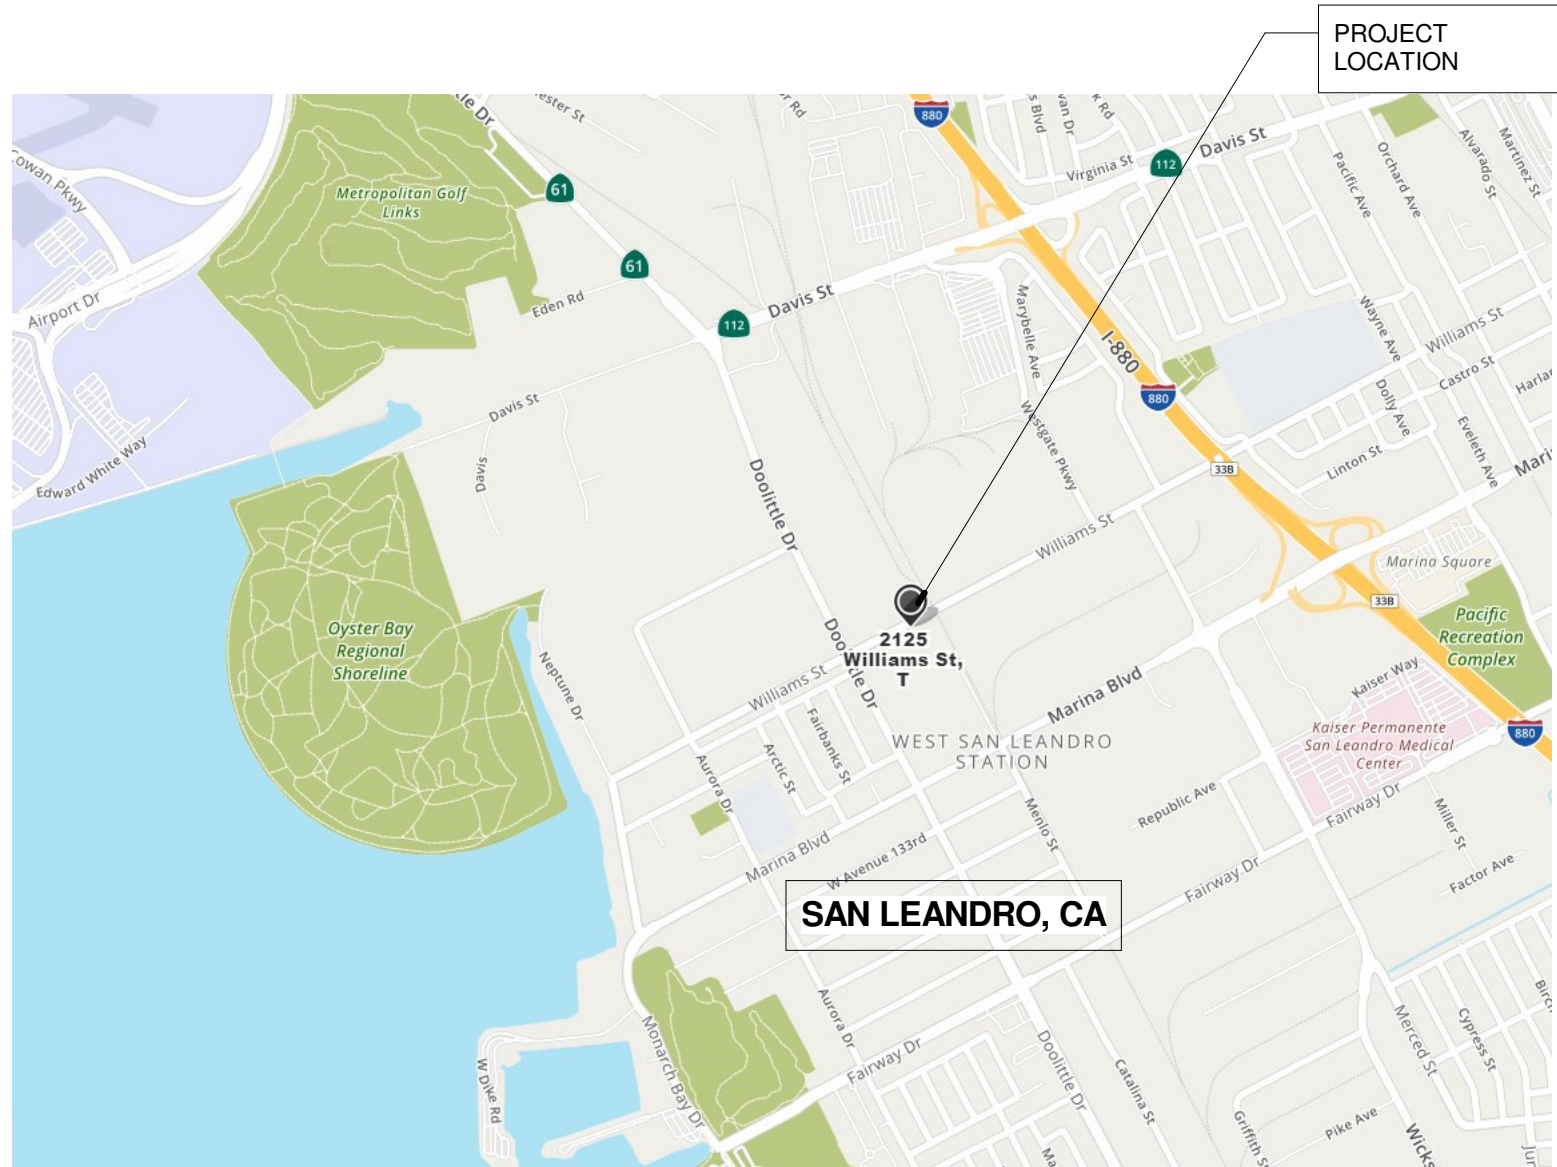 PROJECT
LOCATION
880
Davis St
112
Virginia St
Pacific Ave
Orchard Ave
Alvarado St
Martinez St
Cowan Pkwy
Metropolitan Golf
Links
61
61
Eden Rd
Airport Dr
112
Davis St
Marybelle Ave
I-880
880
Wayne Ave
Williams St
Castro St
Dolly Ave
Eveleth Ave
Linton St
33B
Davis St
Davis
Edward White Way
Westgate Pkwy
Doolittle Dr
Williams St
Marina Square
33B
Pacific
Recreation
Complex
Oyster Bay
Regional
Shoreline
Neptune Dr
2125
Williams St,
T
Doolittle Dr
Williams St
Marina Blvd
Kaiser Way
Kaiser Permanente
San Leandro Medical
Center
880
WEST SAN LEANDRO
STATION
Fairbanks St
Arctic St
Aurora Dr
Republic Ave
Menlo St
Fairway Dr
Miller St
Marina Blvd
W Avenue 133rd
Fairway Dr
Factor Ave
SAN LEANDRO, CA
Aurora Dr
Monarch Bay Dr
Fairway Dr
Doolittle Dr
Catalina St
Merced St
Cypress St
W Dike Rd
Pike Ave
Wicks